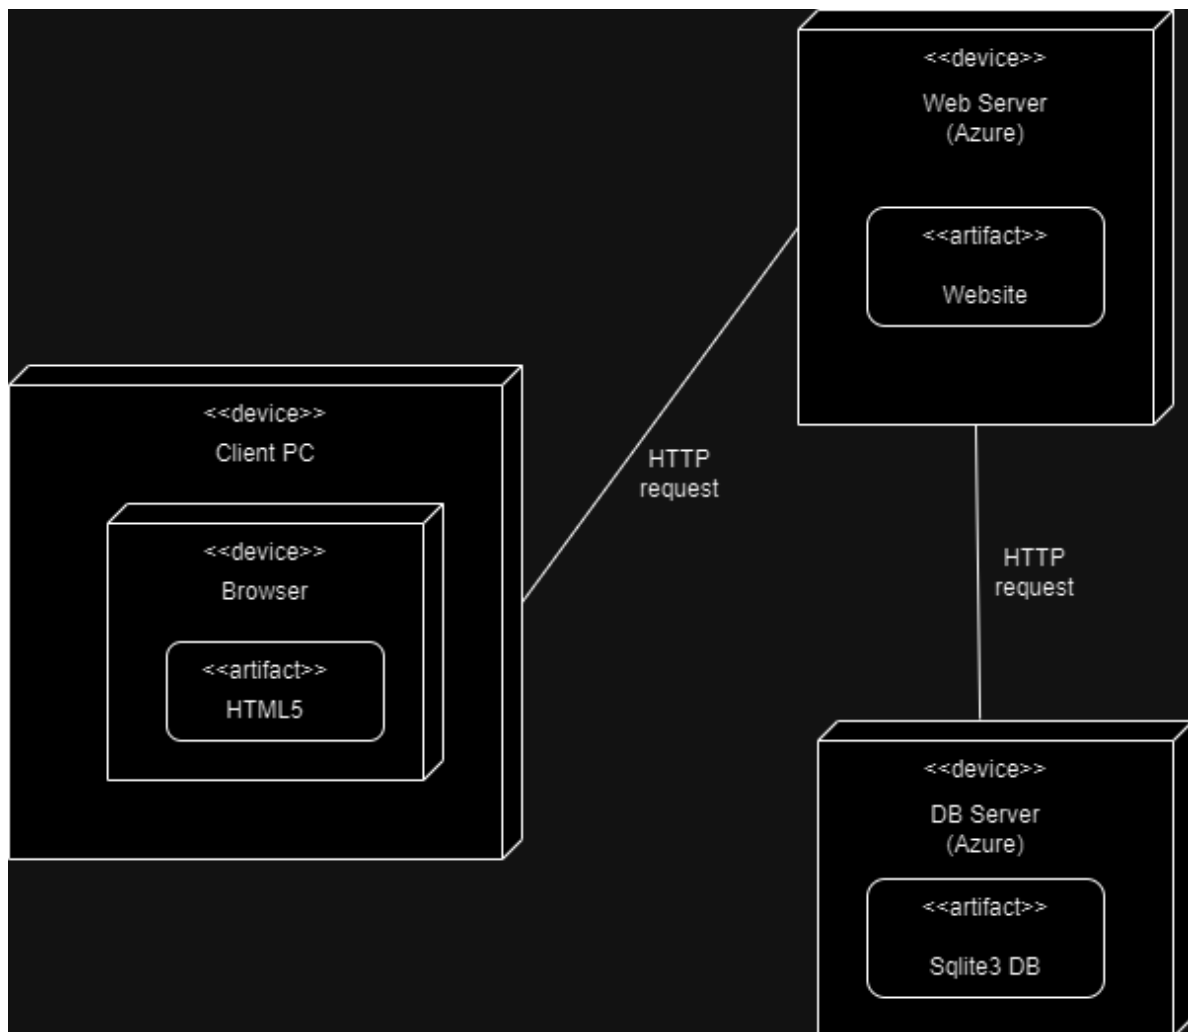 <<device>>
Web Server
(Azure)
<<artifact>>
Website
<<device>>
Client PC
<<device>>
Browser
<<artifact>>
HTML5
HTTP
request
HTTP
request
<<device>>
DB Server
(Azure)
<<artifact>>
Sqlite3 DB